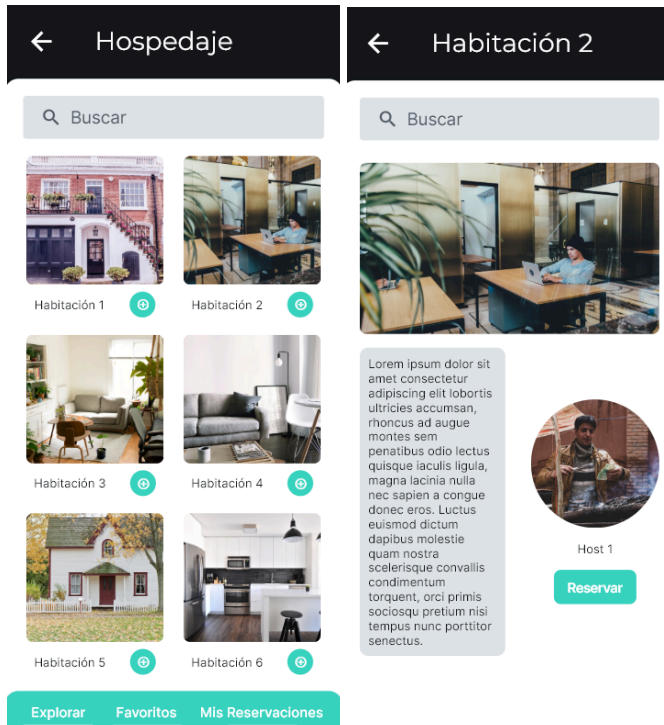 Hospedaje
Buscar
Habitación 1
Habitación 2
Habitación 3
Habitación 4
Habitación 5
Habitación 6
Explorar
Favoritos
Mis Reservaciones
Habitación 2
Buscar
Lorem ipsum dolor sit
amet consectetur
adipiscing elit lobortis
ultricies accumsan,
rhoncus ad augue
montes sem
penatibus odio lectus
quisque iaculis ligula,
magna lacinia nulla
nec sapien a congue
donec eros. Luctus
euismod dictum
dapibus molestie
quam nostra
scelerisque convallis
condimentum
torquent, orci primis
sociosqu pretium nisi
tempus nunc porttitor
senectus.
Host 1
Reservar